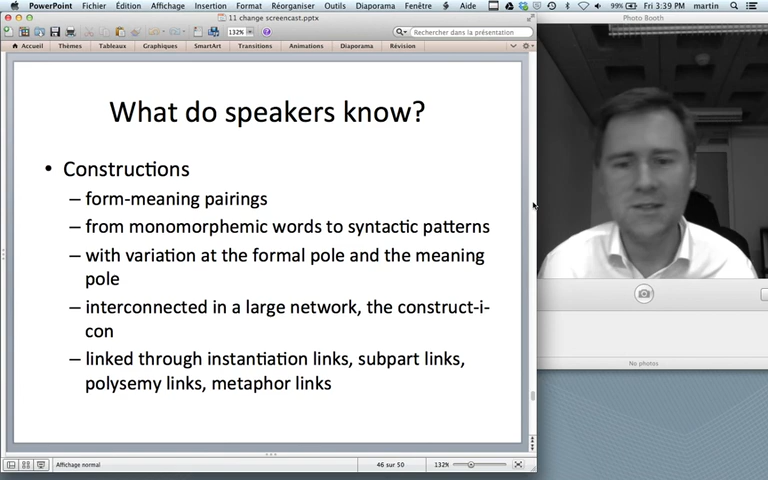 PowerPoint Fichier Édition Affichage Insertion Format Réorganiser Outils Diaporama Fenêtre Aide 99% Fri 3:39 PM martin
11 change screencast.pptx
Photo Booth
132%
Rechercher dans la présentation
Accueil Thèmes Tableaux Graphiques SmartArt Transitions Animations Diaporama Révision
What do speakers know?
• Constructions
– form-meaning pairings
– from monomorphemic words to syntactic patterns
– with variation at the formal pole and the meaning
pole
– interconnected in a large network, the construct-i-
con
– linked through instantiation links, subpart links,
polysemy links, metaphor links
No photos
Affichage normal
46 sur 50
132%